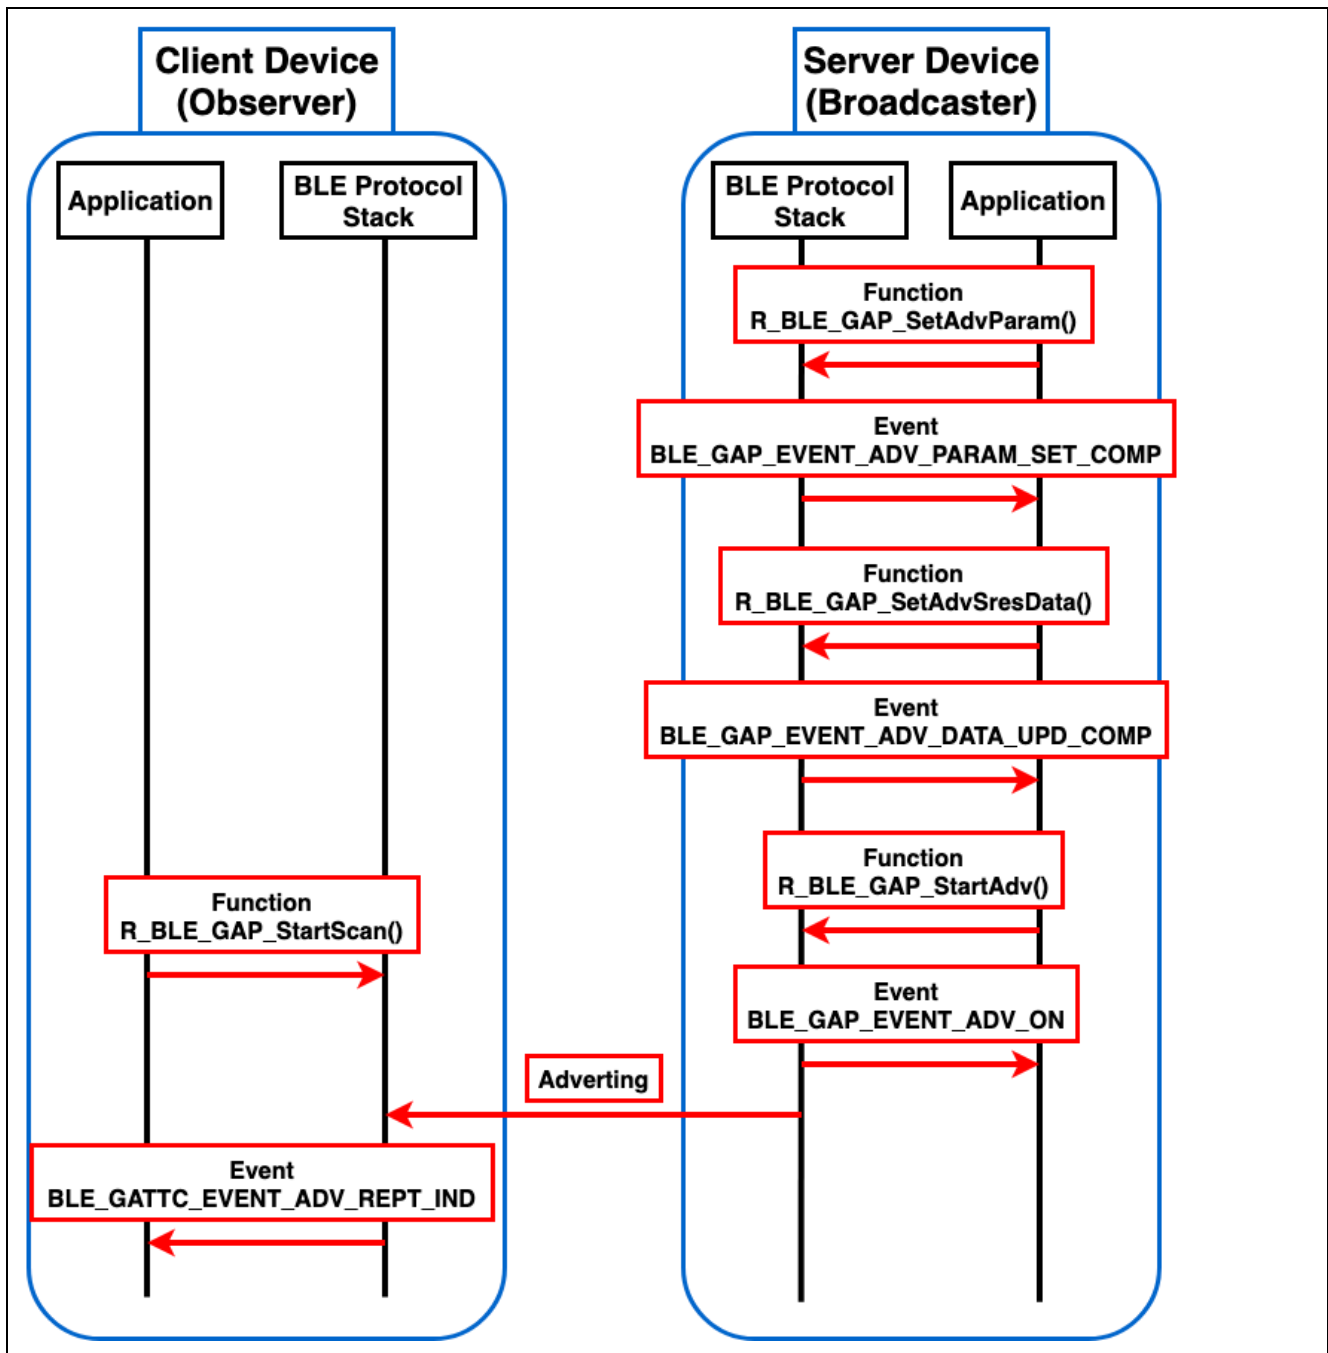 Client Device
(Observer)
Server Device
(Broadcaster)
Application
BLE Protocol
Stack
BLE Protocol
Stack
Application
Function
R_BLE_GAP_SetAdvParam()
Event
BLE_GAP_EVENT_ADV_PARAM_SET_COMP
Function
R_BLE_GAP_SetAdvSresData()
Event
BLE_GAP_EVENT_ADV_DATA_UPD_COMP
Function
R_BLE_GAP_StartAdv()
Function
R_BLE_GAP_StartScan()
Event
BLE_GAP_EVENT_ADV_ON
Adverting
Event
BLE_GATTC_EVENT_ADV_REPT_IND